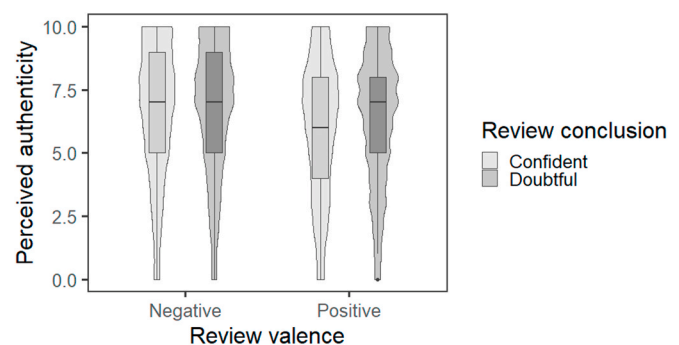 10.0
7.5
5.0
2.5
0.0
Perceived authenticity
Negative Positive
Review valence
Review conclusion
Confident
Doubtful